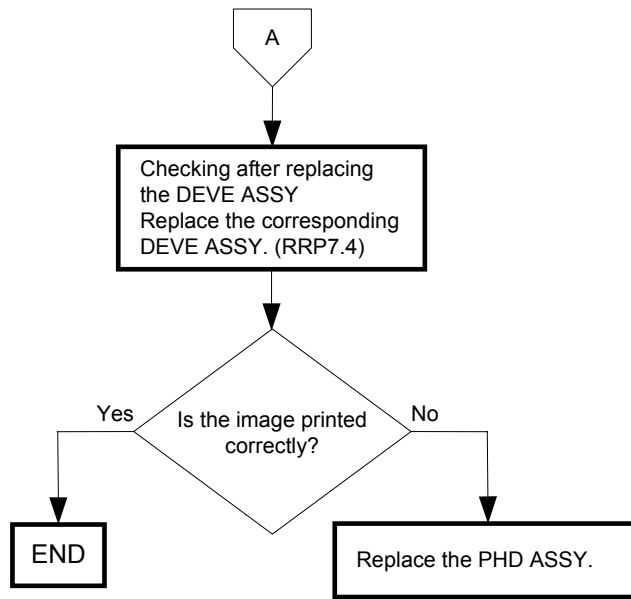 A
Checking after replacing
the DEVE ASSY
Replace the corresponding
DEVE ASSY. (RRP7.4)
Yes
Is the image printed
correctly?
No
END
Replace the PHD ASSY.